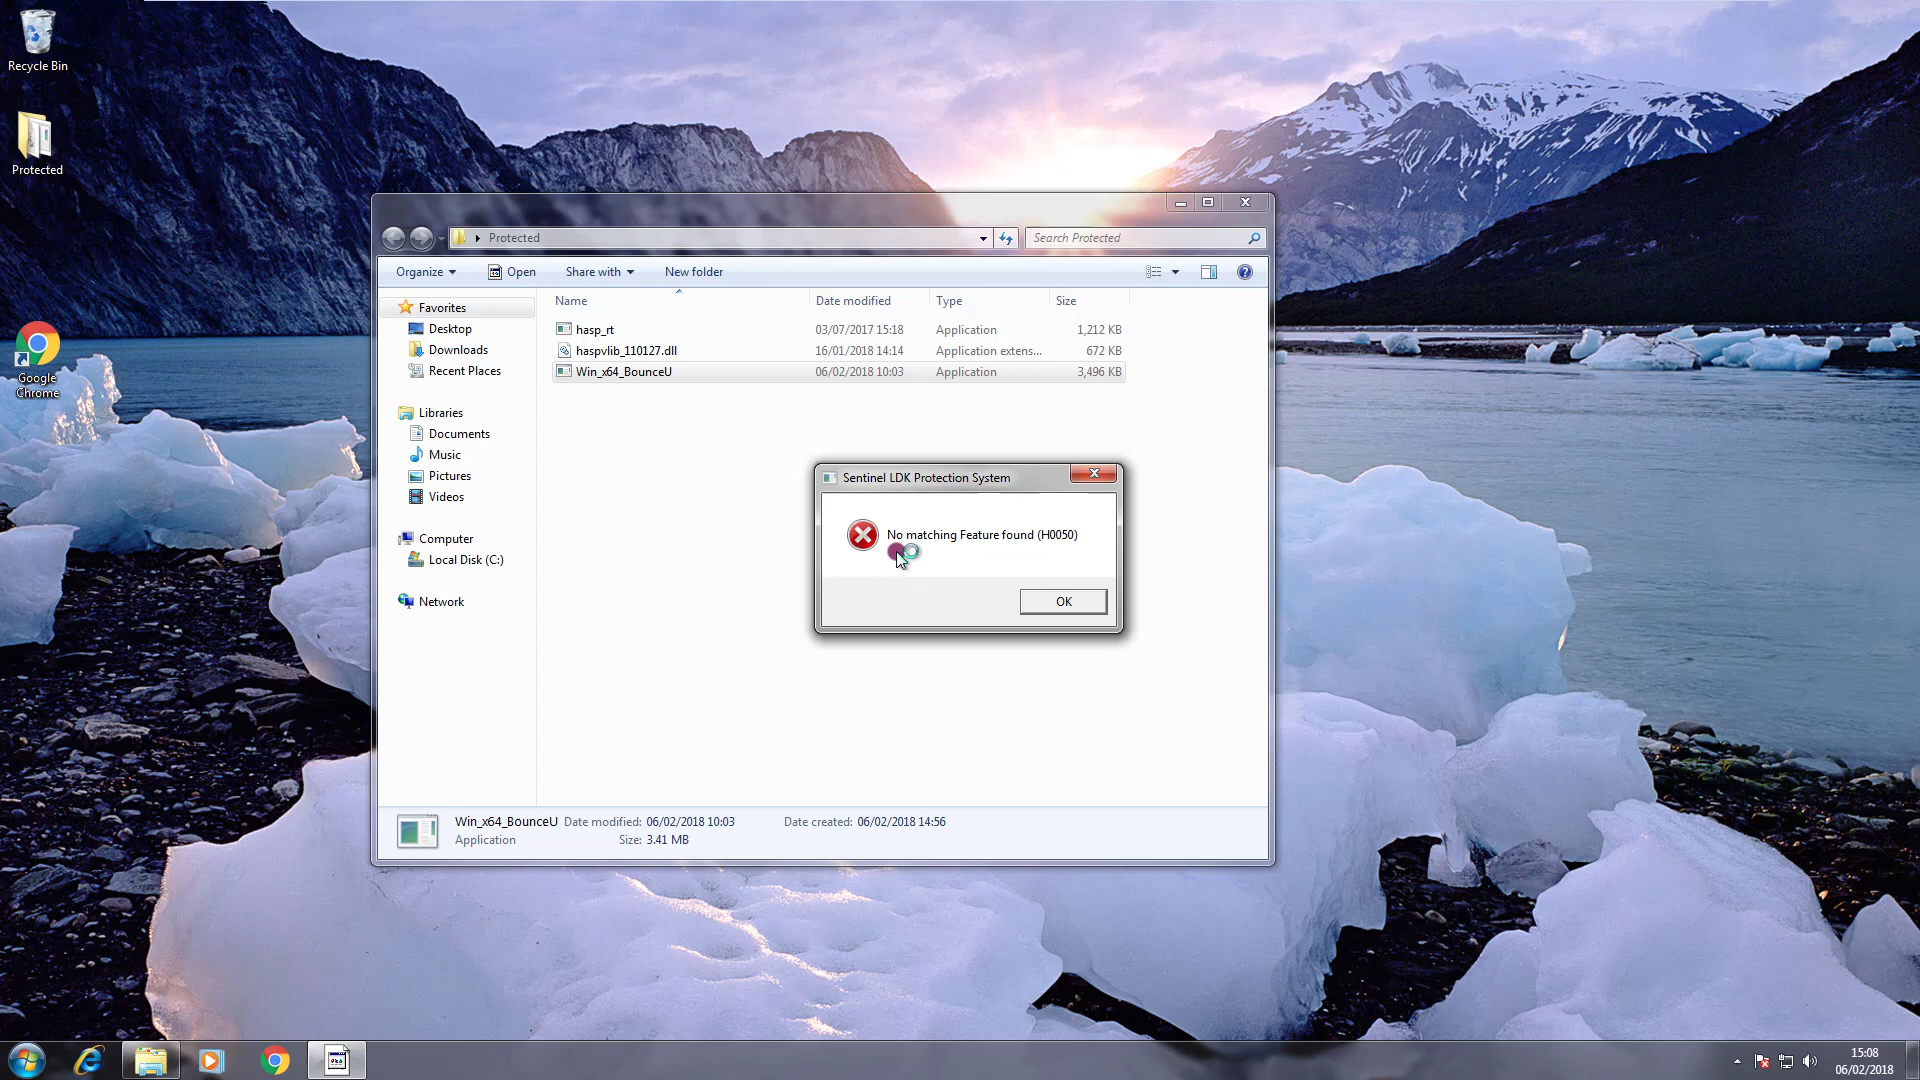 Recycle Bin
Protected
Google
Chrome
Protected
Search Protected
Organize
Open
Share with
New folder
Name
Date modified
Type
Size
Favorites
Desktop
Downloads
Recent Places
Libraries
Documents
Music
Pictures
Videos
Computer
Local Disk (C:)
Network
hasp_rt 03/07/2017 15:18 Application 1,212 KB
haspvlib_110127.dll 16/01/2018 14:14 Application extens... 672 KB
Win_x64_BounceU 06/02/2018 10:03 Application 3,496 KB
Sentinel LDK Protection System
No matching Feature found (H0050)
OK
Win_x64_BounceU Date modified: 06/02/2018 10:03 Date created: 06/02/2018 14:56
Application Size: 3.41 MB
15:08
06/02/2018